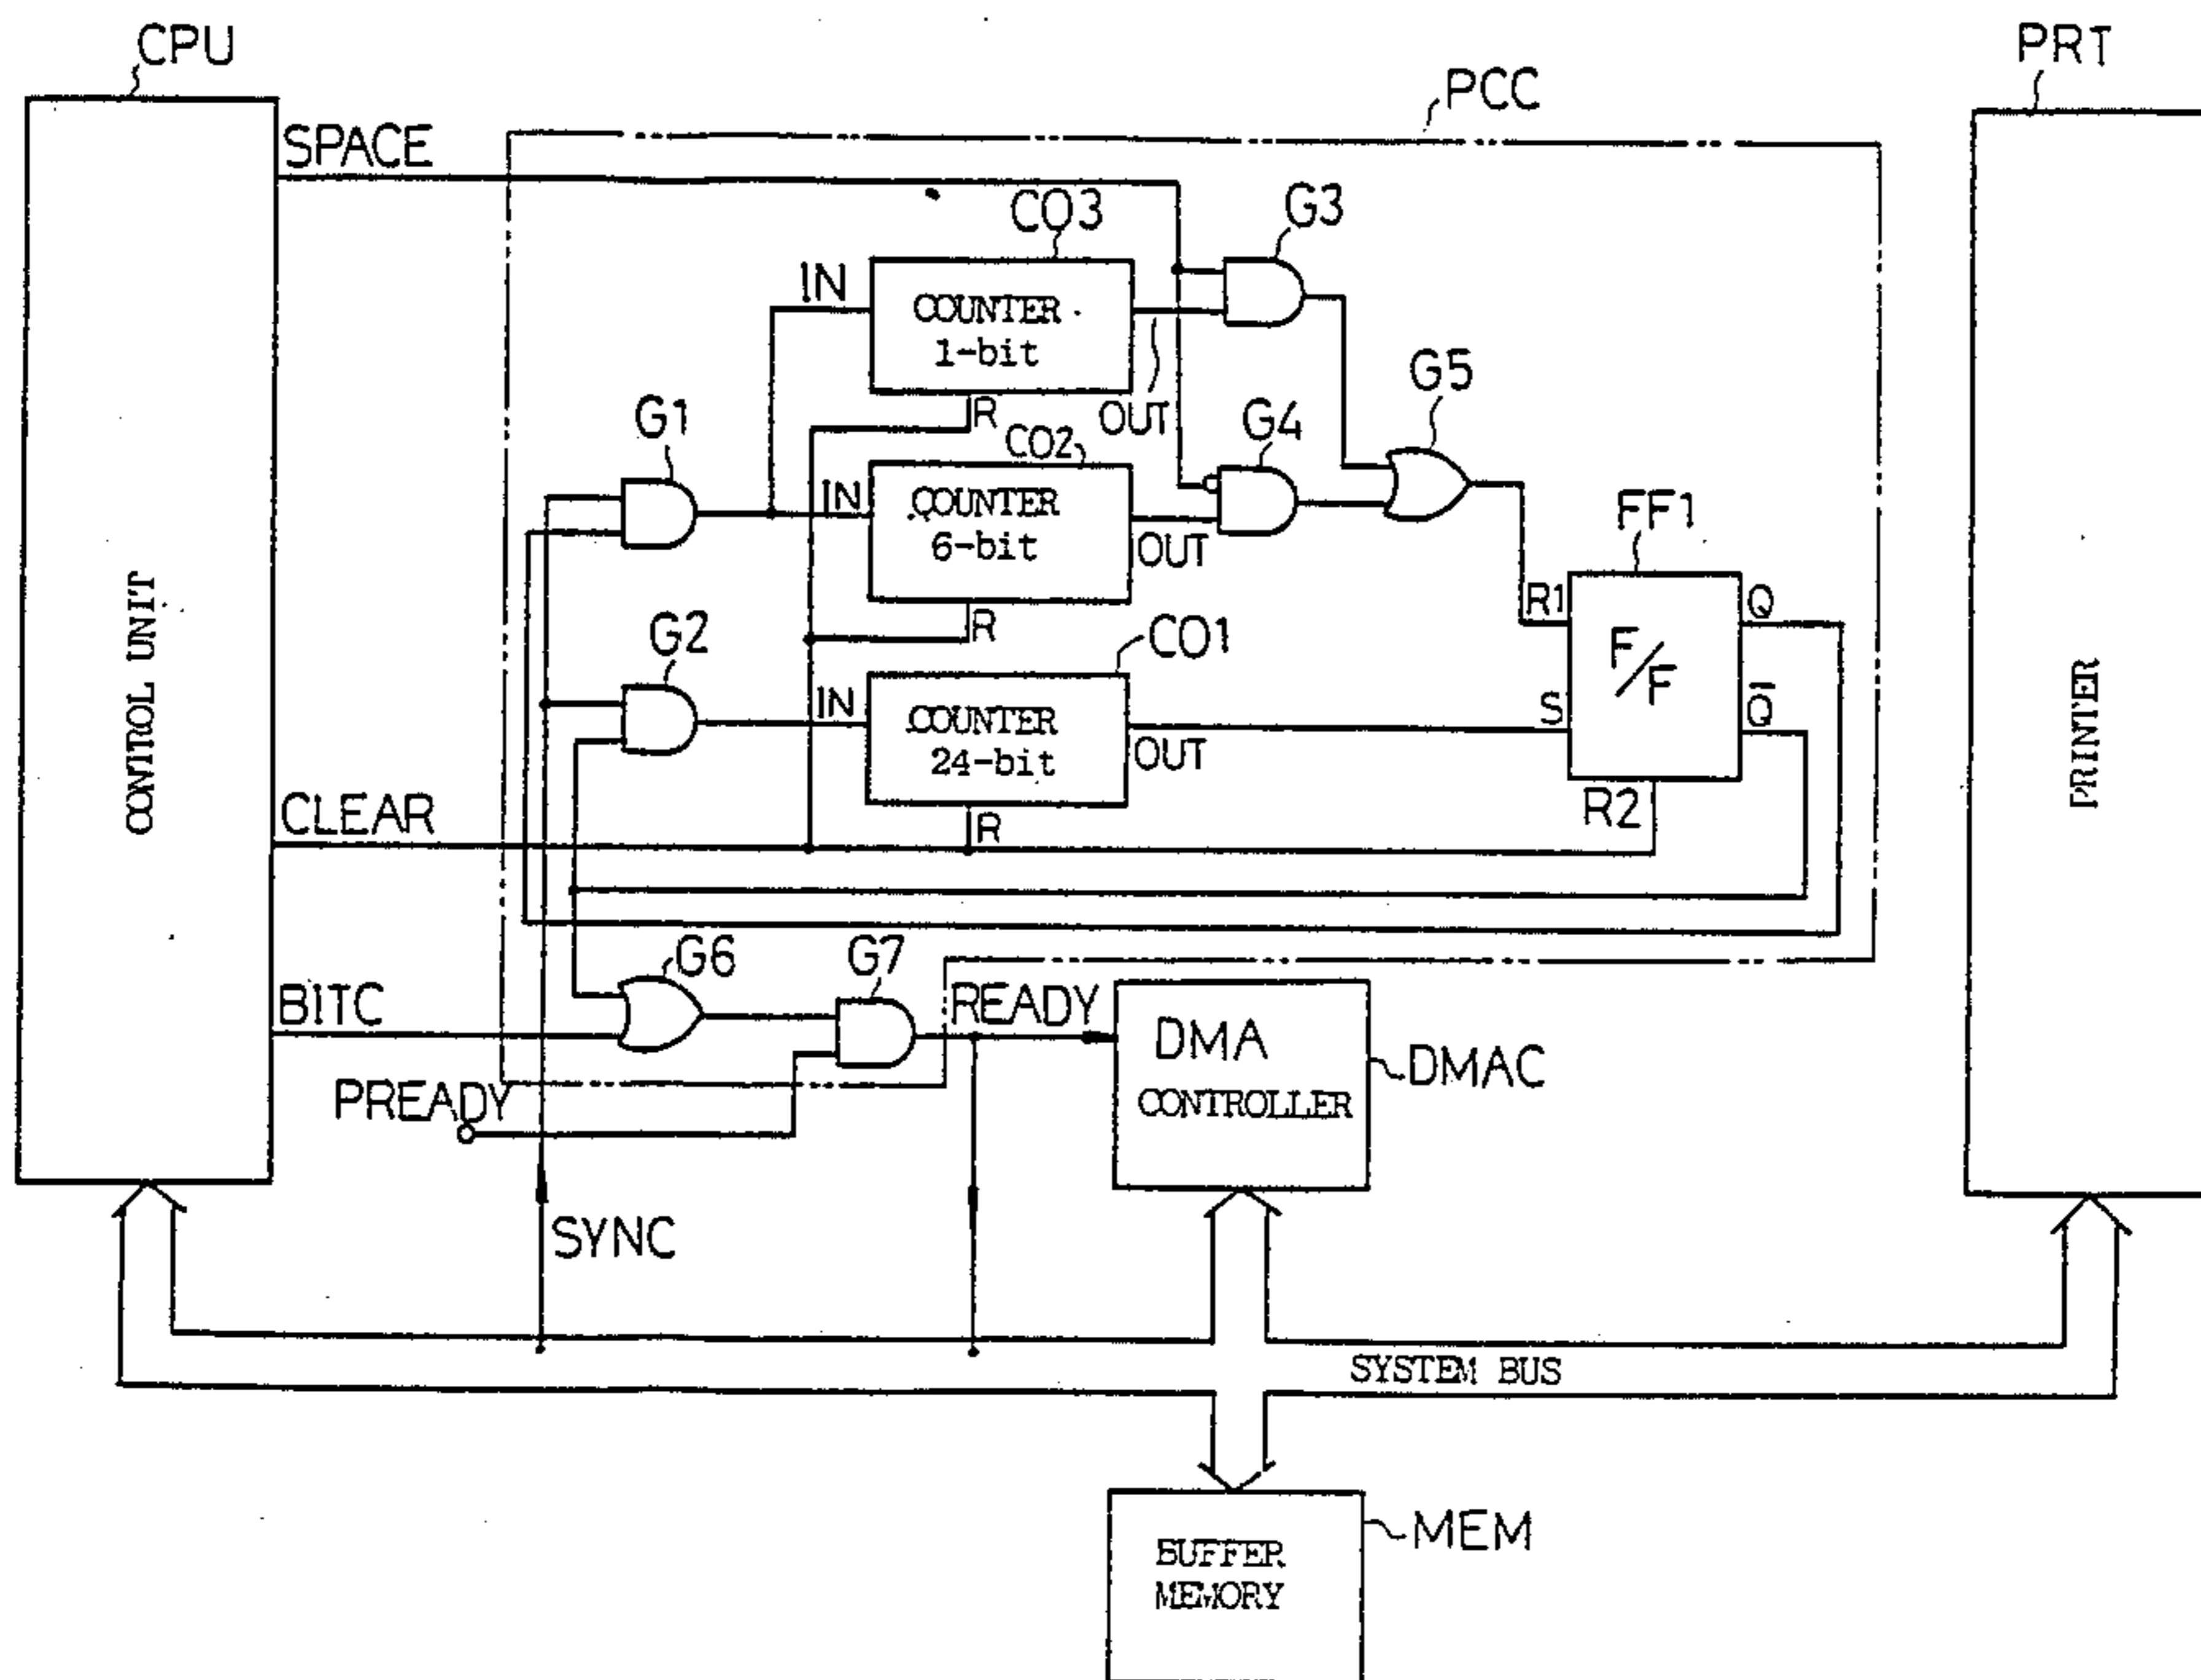 CPU
PRT
PCC
SPACE
CO3
G3
IN
COUNTER
1-bit
G5
G1
R
OUT
G4
CO2
IN
COUNTER
6-bit
OUT
FF1
R1
Q
F/F
CONTROL UNIT
G2
R
CO1
IN
COUNTER
24-bit
OUT
S
Q̅
PRINTER
CLEAR
R
R2
G6
G7
BITC
READY
DMA
CONTROLLER
DMAC
PREADY
SYNC
SYSTEM BUS
BUFFER
MEMORY
MEM